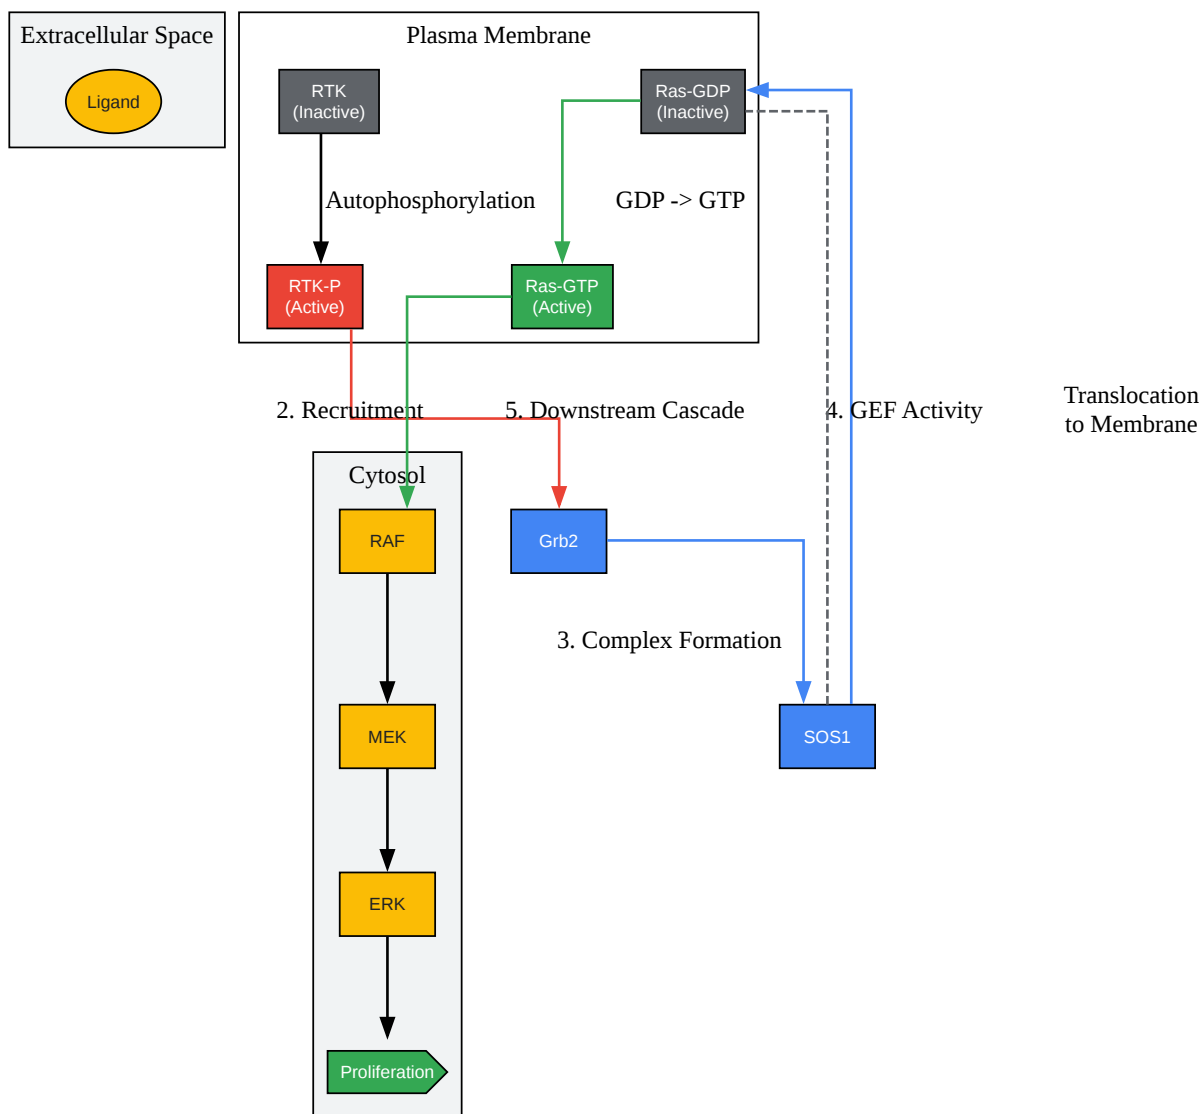 Extracellular Space
Plasma Membrane
Ligand
RTK
(Inactive)
Ras-GDP
(Inactive)
Autophosphorylation
GDP -> GTP
RTK-P
(Active)
Ras-GTP
(Active)
2. Recruitment
5. Downstream Cascade
4. GEF Activity
Translocation
to Membrane
Cytosol
RAF
Grb2
3. Complex Formation
MEK
SOS1
ERK
Proliferation